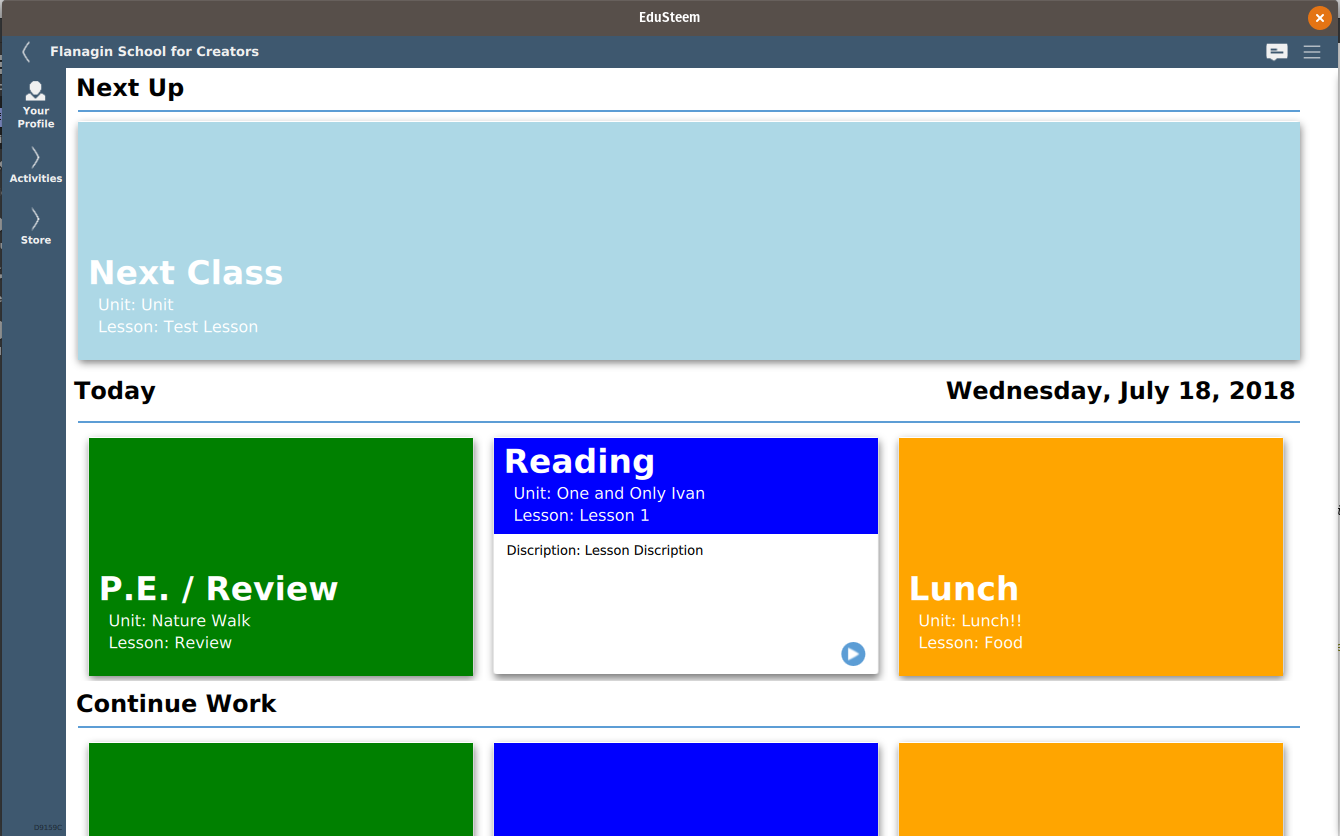 EduSteem
Flanagin School for Creators
Your
Profile
Activities
Store
Next Up
Next Class
Unit: Unit
Lesson: Test Lesson
Today
Wednesday, July 18, 2018
P.E. / Review
Unit: Nature Walk
Lesson: Review
Reading
Unit: One and Only Ivan
Lesson: Lesson 1
Discription: Lesson Discription
Lunch
Unit: Lunch!!
Lesson: Food
Continue Work